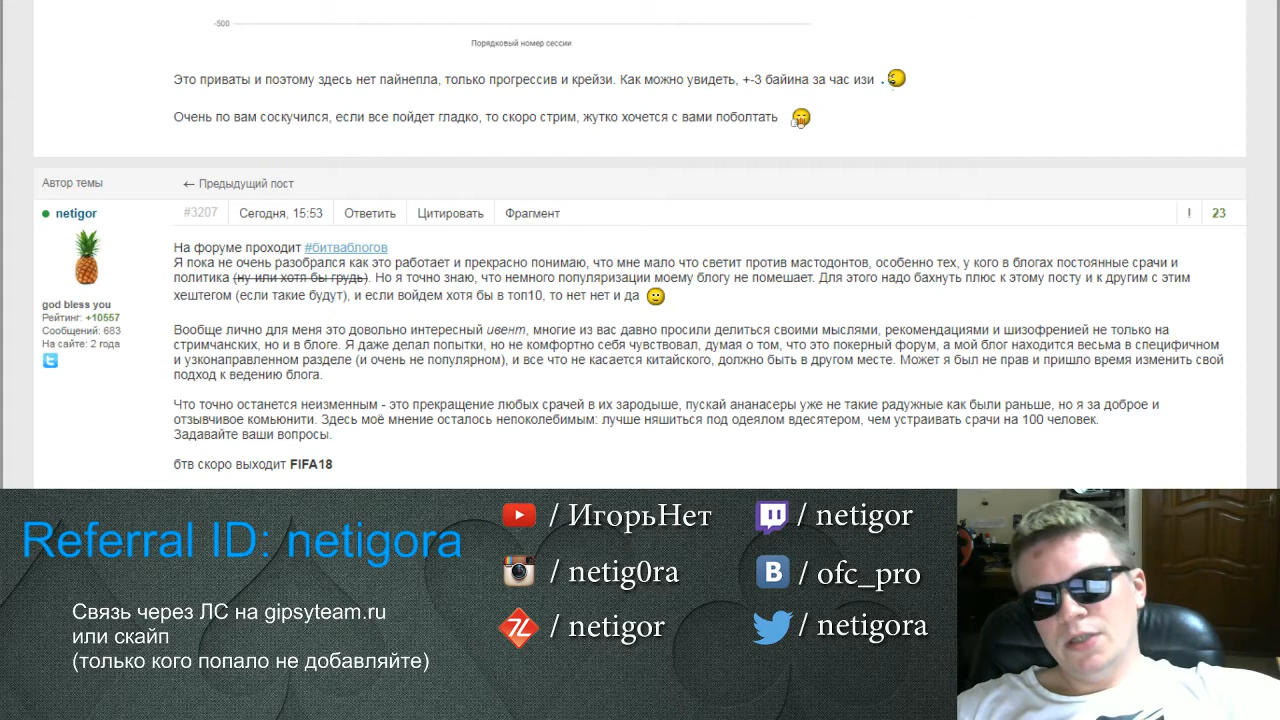 -500
Порядковый номер сессии
Это приваты и поэтому здесь нет пайнепла, только прогрессив и крейзи. Как можно увидеть, +-3 байина за час изи .
Очень по вам соскучился, если все пойдет гладко, то скоро стрим, жутко хочется с вами поболтать
Автор темы
← Предыдущий пост
netigor
#3207
Сегодня, 15:53
Ответить
Цитировать
Фрагмент
!
23
На форуме проходит #битваблогов
Я пока не очень разобрался как это работает и прекрасно понимаю, что мне мало что светит против мастодонтов, особенно тех, у кого в блогах постоянные срачи и
политика (ну или хотя бы грудь). Но я точно знаю, что немного популяризации моему блогу не помешает. Для этого надо бахнуть плюс к этому посту и к другим с этим
хештегом (если такие будут), и если войдем хотя бы в топ10, то нет нет и да
god bless you
Рейтинг: +10557
Сообщений: 683
На сайте: 2 года
Вообще лично для меня это довольно интересный ивент, многие из вас давно просили делиться своими мыслями, рекомендациями и шизофренией не только на
стримчанских, но и в блоге. Я даже делал попытки, но не комфортно себя чувствовал, думая о том, что это покерный форум, а мой блог находится весьма в специфичном
и узконаправленном разделе (и очень не популярном), и все что не касается китайского, должно быть в другом месте. Может я был не прав и пришло время изменить свой
подход к ведению блога.
Что точно останется неизменным - это прекращение любых срачей в их зародыше, пускай ананасеры уже не такие радужные как были раньше, но я за доброе и
отзывчивое комьюнити. Здесь моё мнение осталось непоколебимым: лучше няшиться под одеялом вдесятером, чем устраивать срачи на 100 человек.
Задавайте ваши вопросы.
бтв скоро выходит FIFA18
Referral ID: netigora
Связь через ЛС на gipsyteam.ru
или скайп
(только кого попало не добавляйте)
/ ИгорьНет
/ netigor
/ netig0ra
B / ofc_pro
/ netigor
/ netigora